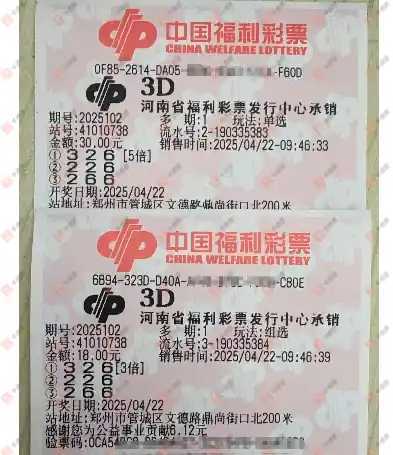 中国福利彩票
CHINA WELFARE LOTTERY
0F85-2614-DA05- -F60D
3D
河南省福利彩票发行中心承销
期号:2025102 多期:1 玩法:单选
站号:41010738 流水号:2-190335383
金额:30.00元 销售时间:2025/04/22-09:46:33
① 3 2 6 [5倍]
② 2 2 6
③ 2 6 6
开奖日期:2025/04/22
站地址:郑州市管城区文德路鼎尚街口北200米
中国福利彩票
CHINA WELFARE LOTTERY
6B94-323D-D40A- -C80E
3D
河南省福利彩票发行中心承销
期号:2025102 多期:1 玩法:组选
站号:41010738 流水号:3-190335384
金额:18.00元 销售时间:2025/04/22-09:46:39
① 3 2 6 [3倍]
② 2 2 6
③ 2 6 6
开奖日期:2025/04/22
站地址:郑州市管城区文德路鼎尚街口北200米
感谢您为公益事业贡献6.12元
验票码: